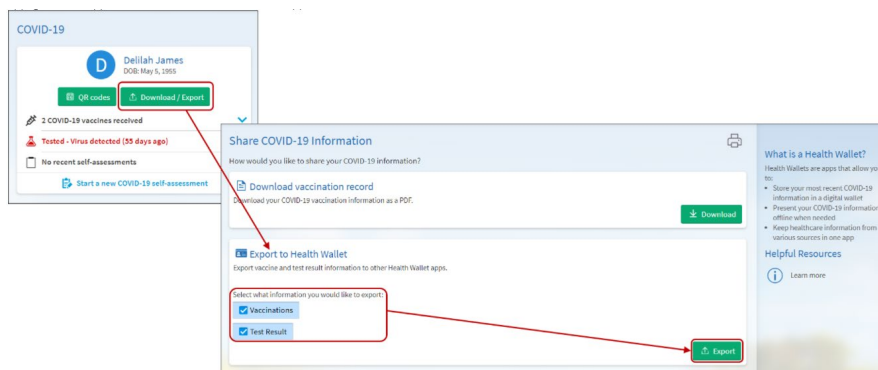 COVID-19
D
Delilah James
DOB: May 5, 1955
QR codes
Download / Export
2 COVID-19 vaccines received
Tested - Virus detected (55 days ago)
No recent self-assessments
Start a new COVID-19 self-assessment
Share COVID-19 Information
How would you like to share your COVID-19 information?
Download vaccination record
Download your COVID-19 vaccination information as a PDF.
Download
Export to Health Wallet
Export vaccine and test result information to other Health Wallet apps.
Select what information you would like to export:
Vaccinations
Test Result
Export
What is a Health Wallet?
Health Wallets are apps that allow yo
to:
• Store your most recent COVID-19
information in a digital wallet
• Present your COVID-19 information
offline when needed
• Keep healthcare information from
various sources in one app
Helpful Resources
Learn more